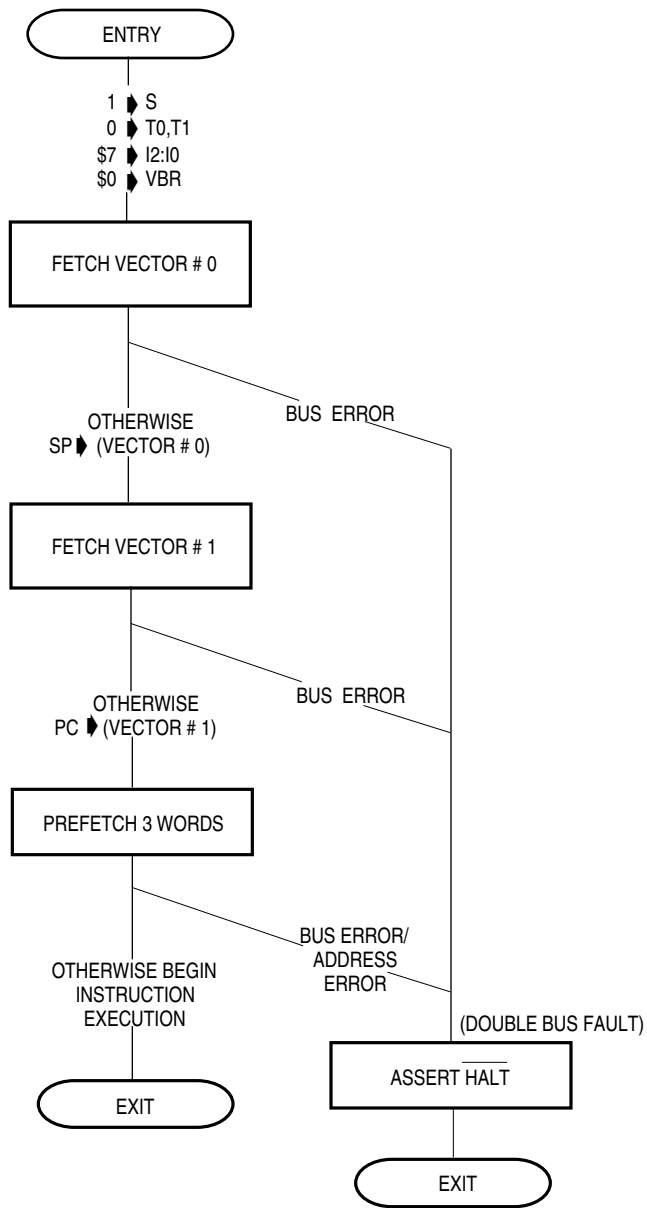 ENTRY
1 ➧ S
0 ➧ T0,T1
$7 ➧ I2:I0
$0 ➧ VBR
FETCH VECTOR # 0
BUS ERROR
OTHERWISE
SP ➧ (VECTOR # 0)
FETCH VECTOR # 1
BUS ERROR
OTHERWISE
PC ➧ (VECTOR # 1)
PREFETCH 3 WORDS
BUS ERROR/
ADDRESS
ERROR
OTHERWISE BEGIN
INSTRUCTION
EXECUTION
(DOUBLE BUS FAULT)
ASSERT H̅A̅L̅T̅
EXIT
EXIT